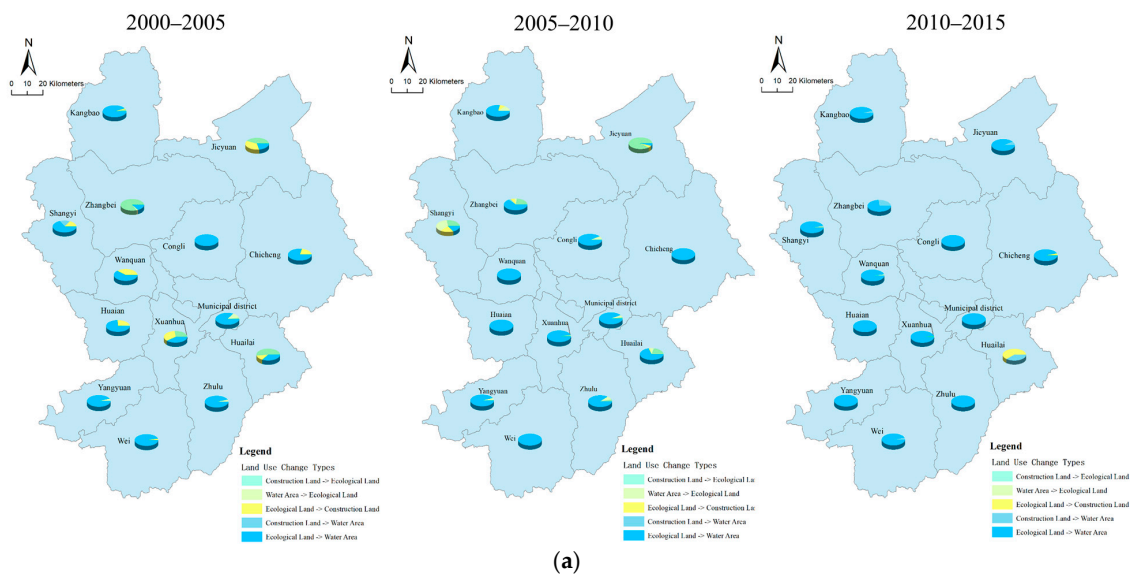 2000–2005
N
0 10 20 Kilometers
Kangbao
Jieyuan
Zhangbei
Shangyi
Congli
Chicheng
Wanquan
Municipal district
Huaian
Xuanhua
Huailai
Yangyuan
Zhulu
Wei
Legend
Land Use Change Types
Construction Land -> Ecological Land
Water Area -> Ecological Land
Ecological Land -> Construction Land
Construction Land -> Water Area
Ecological Land -> Water Area
2005–2010
N
0 10 20 Kilometers
Kangbao
Jieyuan
Zhangbei
Shangyi
Congli
Chicheng
Wanquan
Municipal district
Huaian
Xuanhua
Huailai
Yangyuan
Zhulu
Wei
Legend
Land Use Change Types
Construction Land -> Ecological La
Water Area -> Ecological Land
Ecological Land -> Construction La
Construction Land -> Water Area
Ecological Land -> Water Area
2010–2015
N
0 10 20 Kilometers
Kangbao
Jieyuan
Zhangbei
Shangyi
Congli
Chicheng
Wanquan
Municipal district
Huaian
Xuanhua
Huailai
Yangyuan
Zhulu
Wei
Legend
Land Use Change Types
Construction Land -> Ecological Land
Water Area -> Ecological Land
Ecological Land -> Construction Land
Construction Land -> Water Area
Ecological Land -> Water Area
(a)